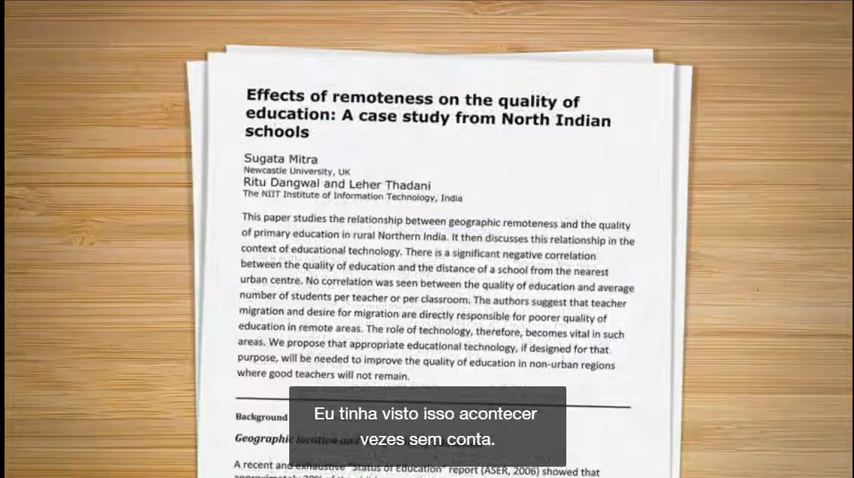 Effects of remoteness on the quality of
education: A case study from North Indian
schools
Sugata Mitra
Newcastle University, UK
Ritu Dangwal and Leher Thadani
The NIIT Institute of Information Technology, India
This paper studies the relationship between geographic remoteness and the quality
of primary education in rural Northern India. It then discusses this relationship in the
context of educational technology. There is a significant negative correlation
between the quality of education and the distance of a school from the nearest
urban centre. No correlation was seen between the quality of education and average
number of students per teacher or per classroom. The authors suggest that teacher
migration and desire for migration are directly responsible for poorer quality of
education in remote areas. The role of technology, therefore, becomes vital in such
areas. We propose that appropriate educational technology, if designed for that
purpose, will be needed to improve the quality of education in non-urban regions
where good teachers will not remain.
Eu tinha visto isso acontecer
vezes sem conta.
Background
Geographic location and
A recent and exhaustive "Status of Education" report (ASER, 2006) showed that